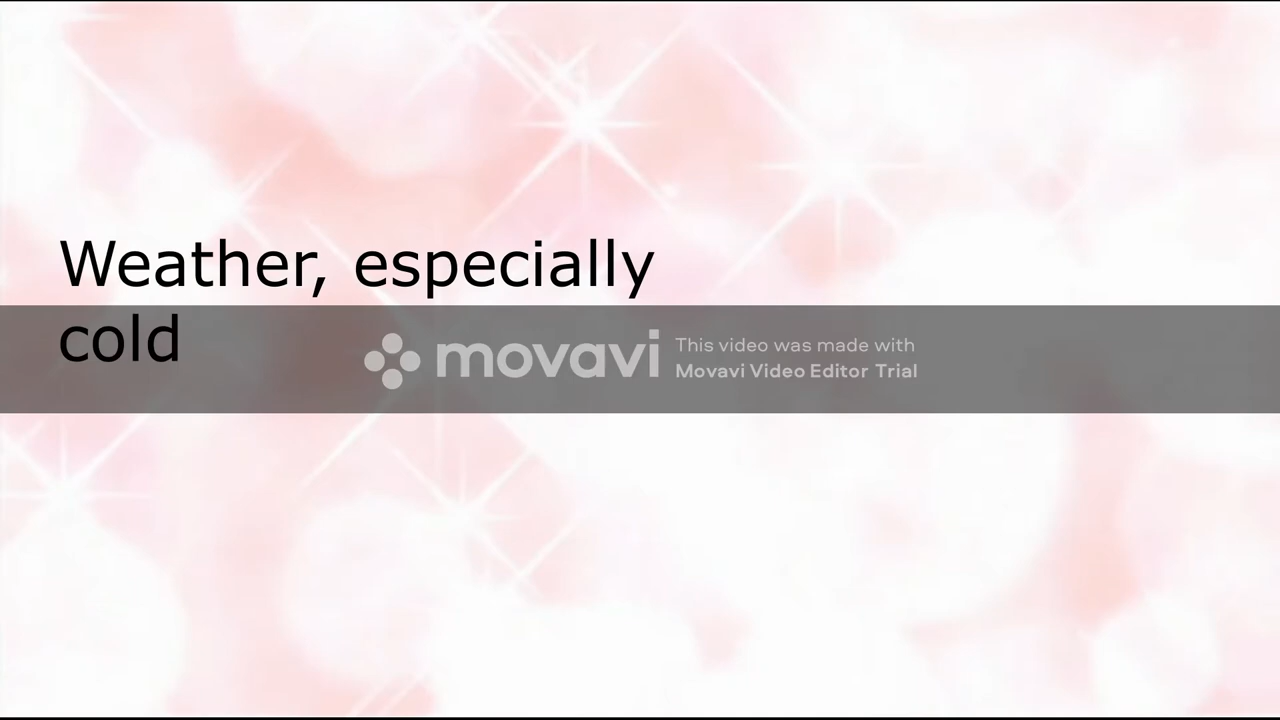 Weather, especially
cold
movavi
This video was made with
Movavi Video Editor Trial